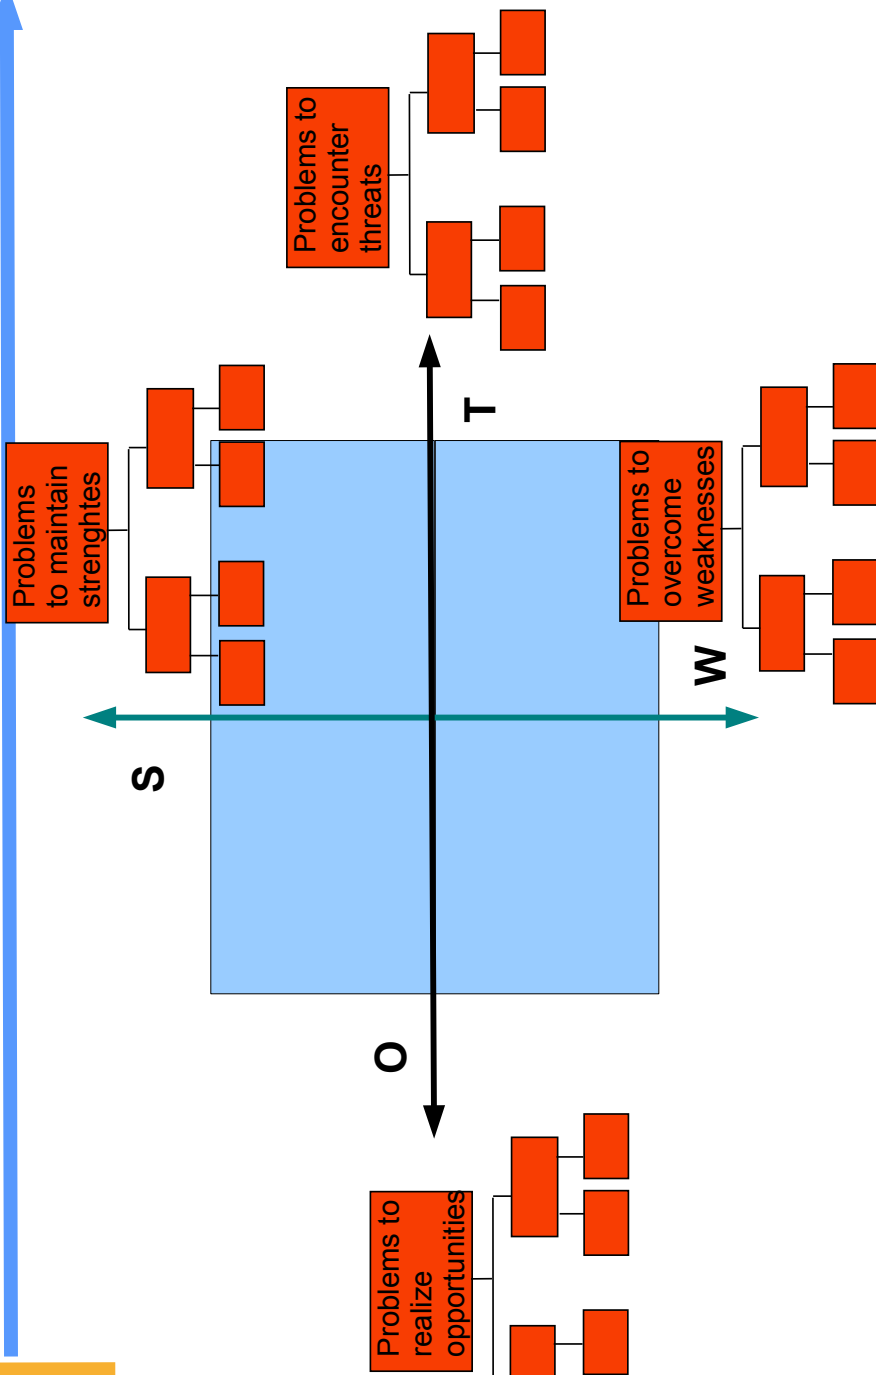 Problems
to maintain
strenghtes
S
Problems to
realize
opportunities
O
T
Problems to
encounter
threats
W
Problems to
overcome
weaknesses